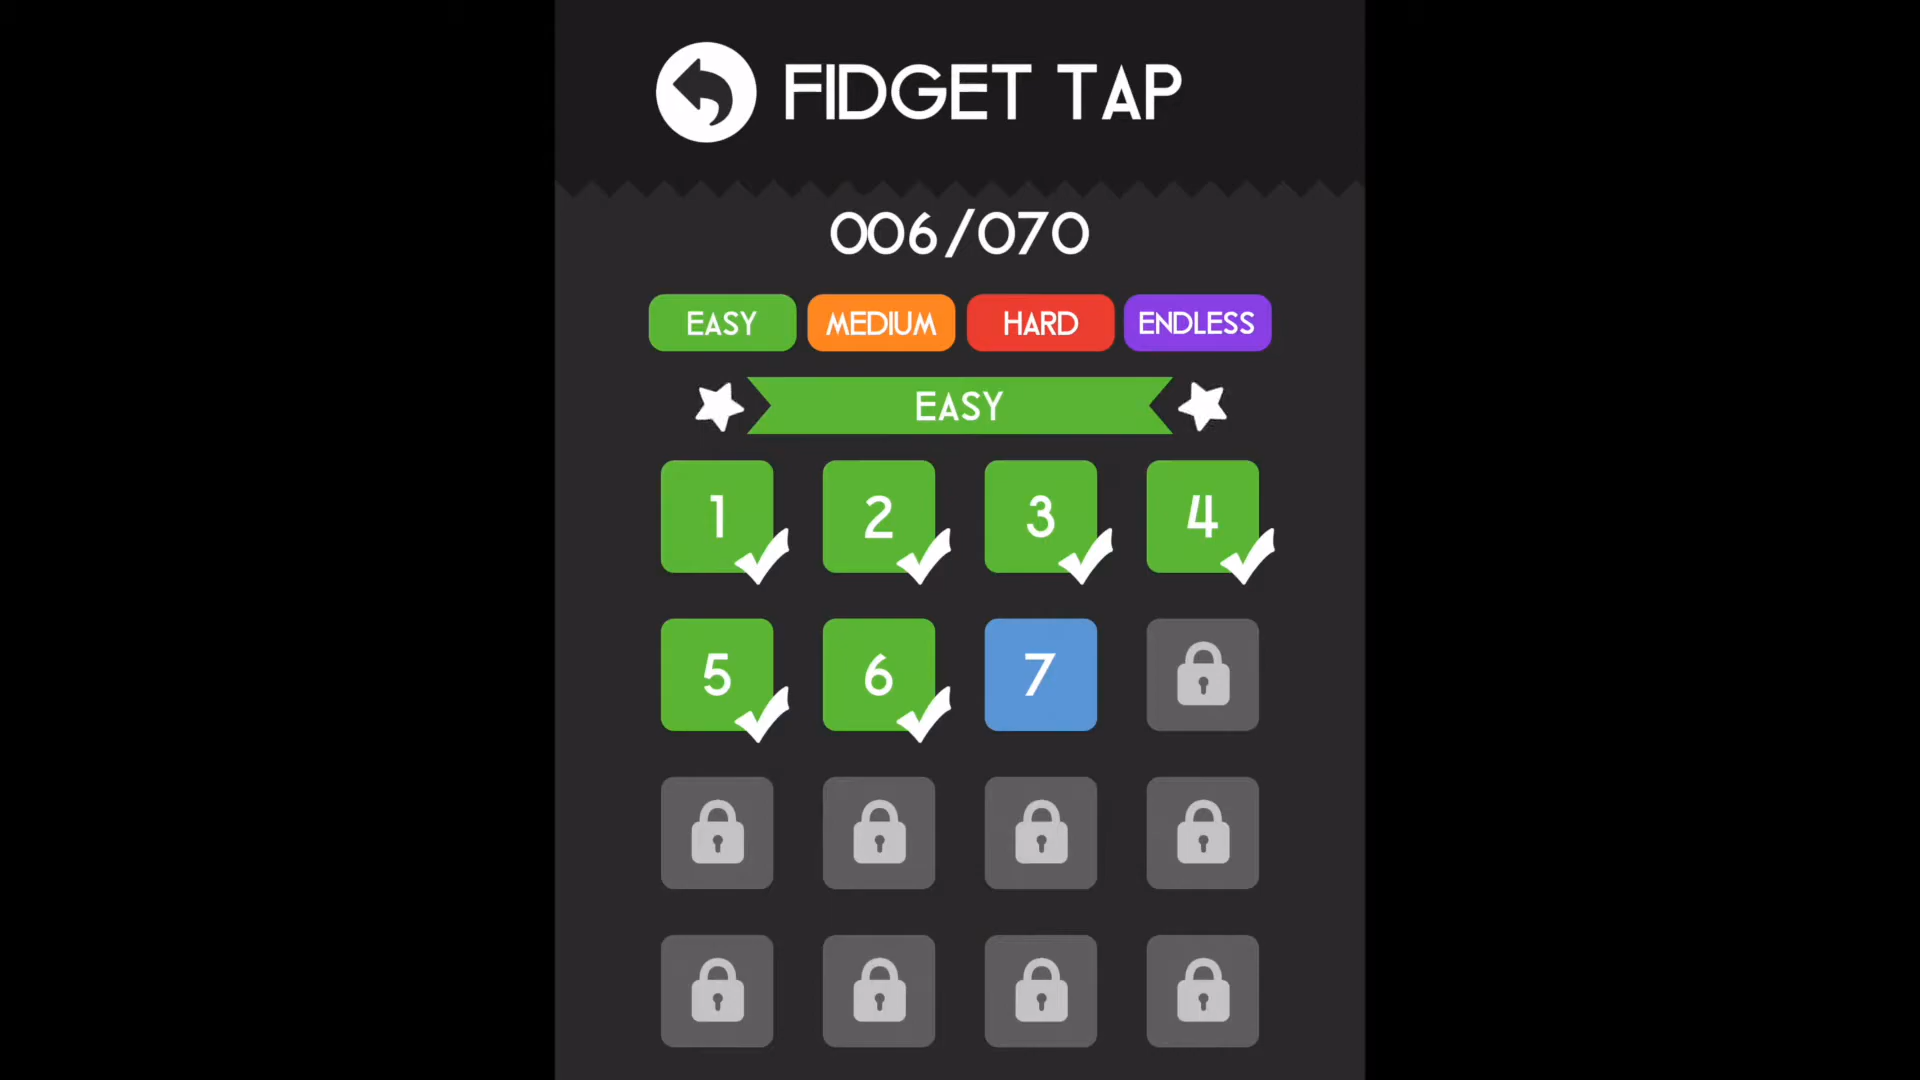 FIDGET TAP
006/070
EASY MEDIUM HARD ENDLESS
EASY
1 2 3 4
5 6 7